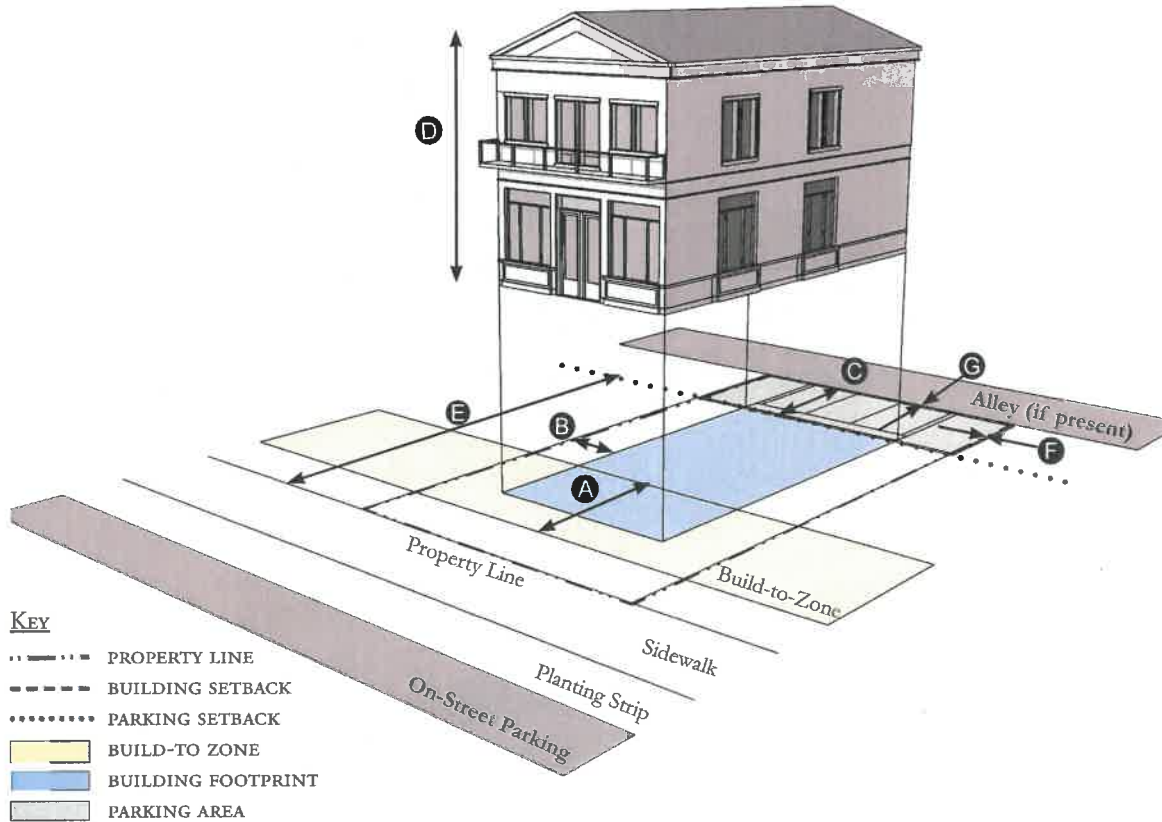 D
C
G
Alley (if present)
E
B
F
A
Property Line
Build-to-Zone
Sidewalk
Planting Strip
On-Street Parking
KEY
PROPERTY LINE
BUILDING SETBACK
PARKING SETBACK
BUILD-TO ZONE
BUILDING FOOTPRINT
PARKING AREA